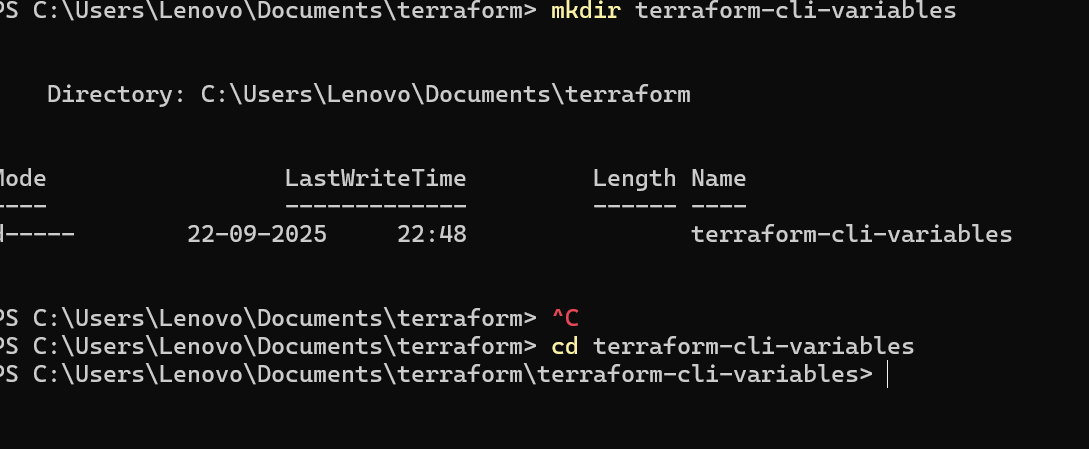 PS C:\Users\Lenovo\Documents\terraform> mkdir terraform-cli-variables
Directory: C:\Users\Lenovo\Documents\terraform
Mode LastWriteTime Length Name
---- ------------- ------ ----
d----- 22-09-2025 22:48 terraform-cli-variables
PS C:\Users\Lenovo\Documents\terraform> ^C
PS C:\Users\Lenovo\Documents\terraform> cd terraform-cli-variables
PS C:\Users\Lenovo\Documents\terraform\terraform-cli-variables>